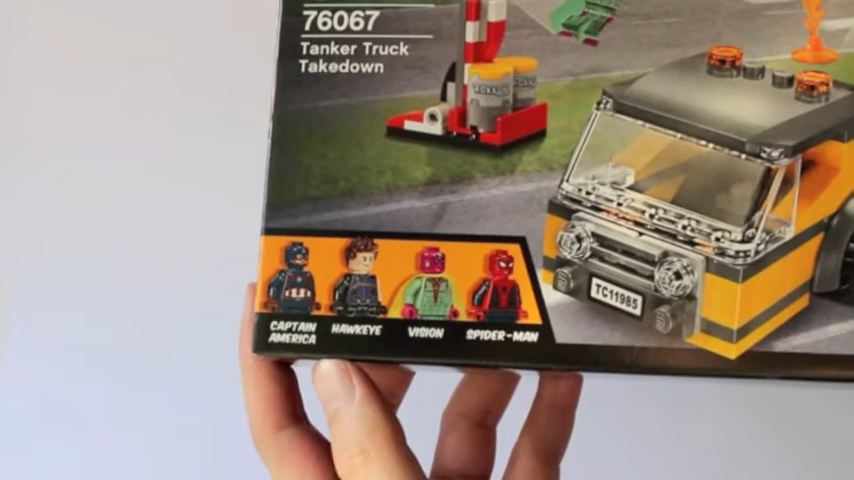 76067
Tanker Truck
Takedown
TC11985
CAPTAIN
AMERICA
HAWKEYE
VISION
SPIDER-MAN